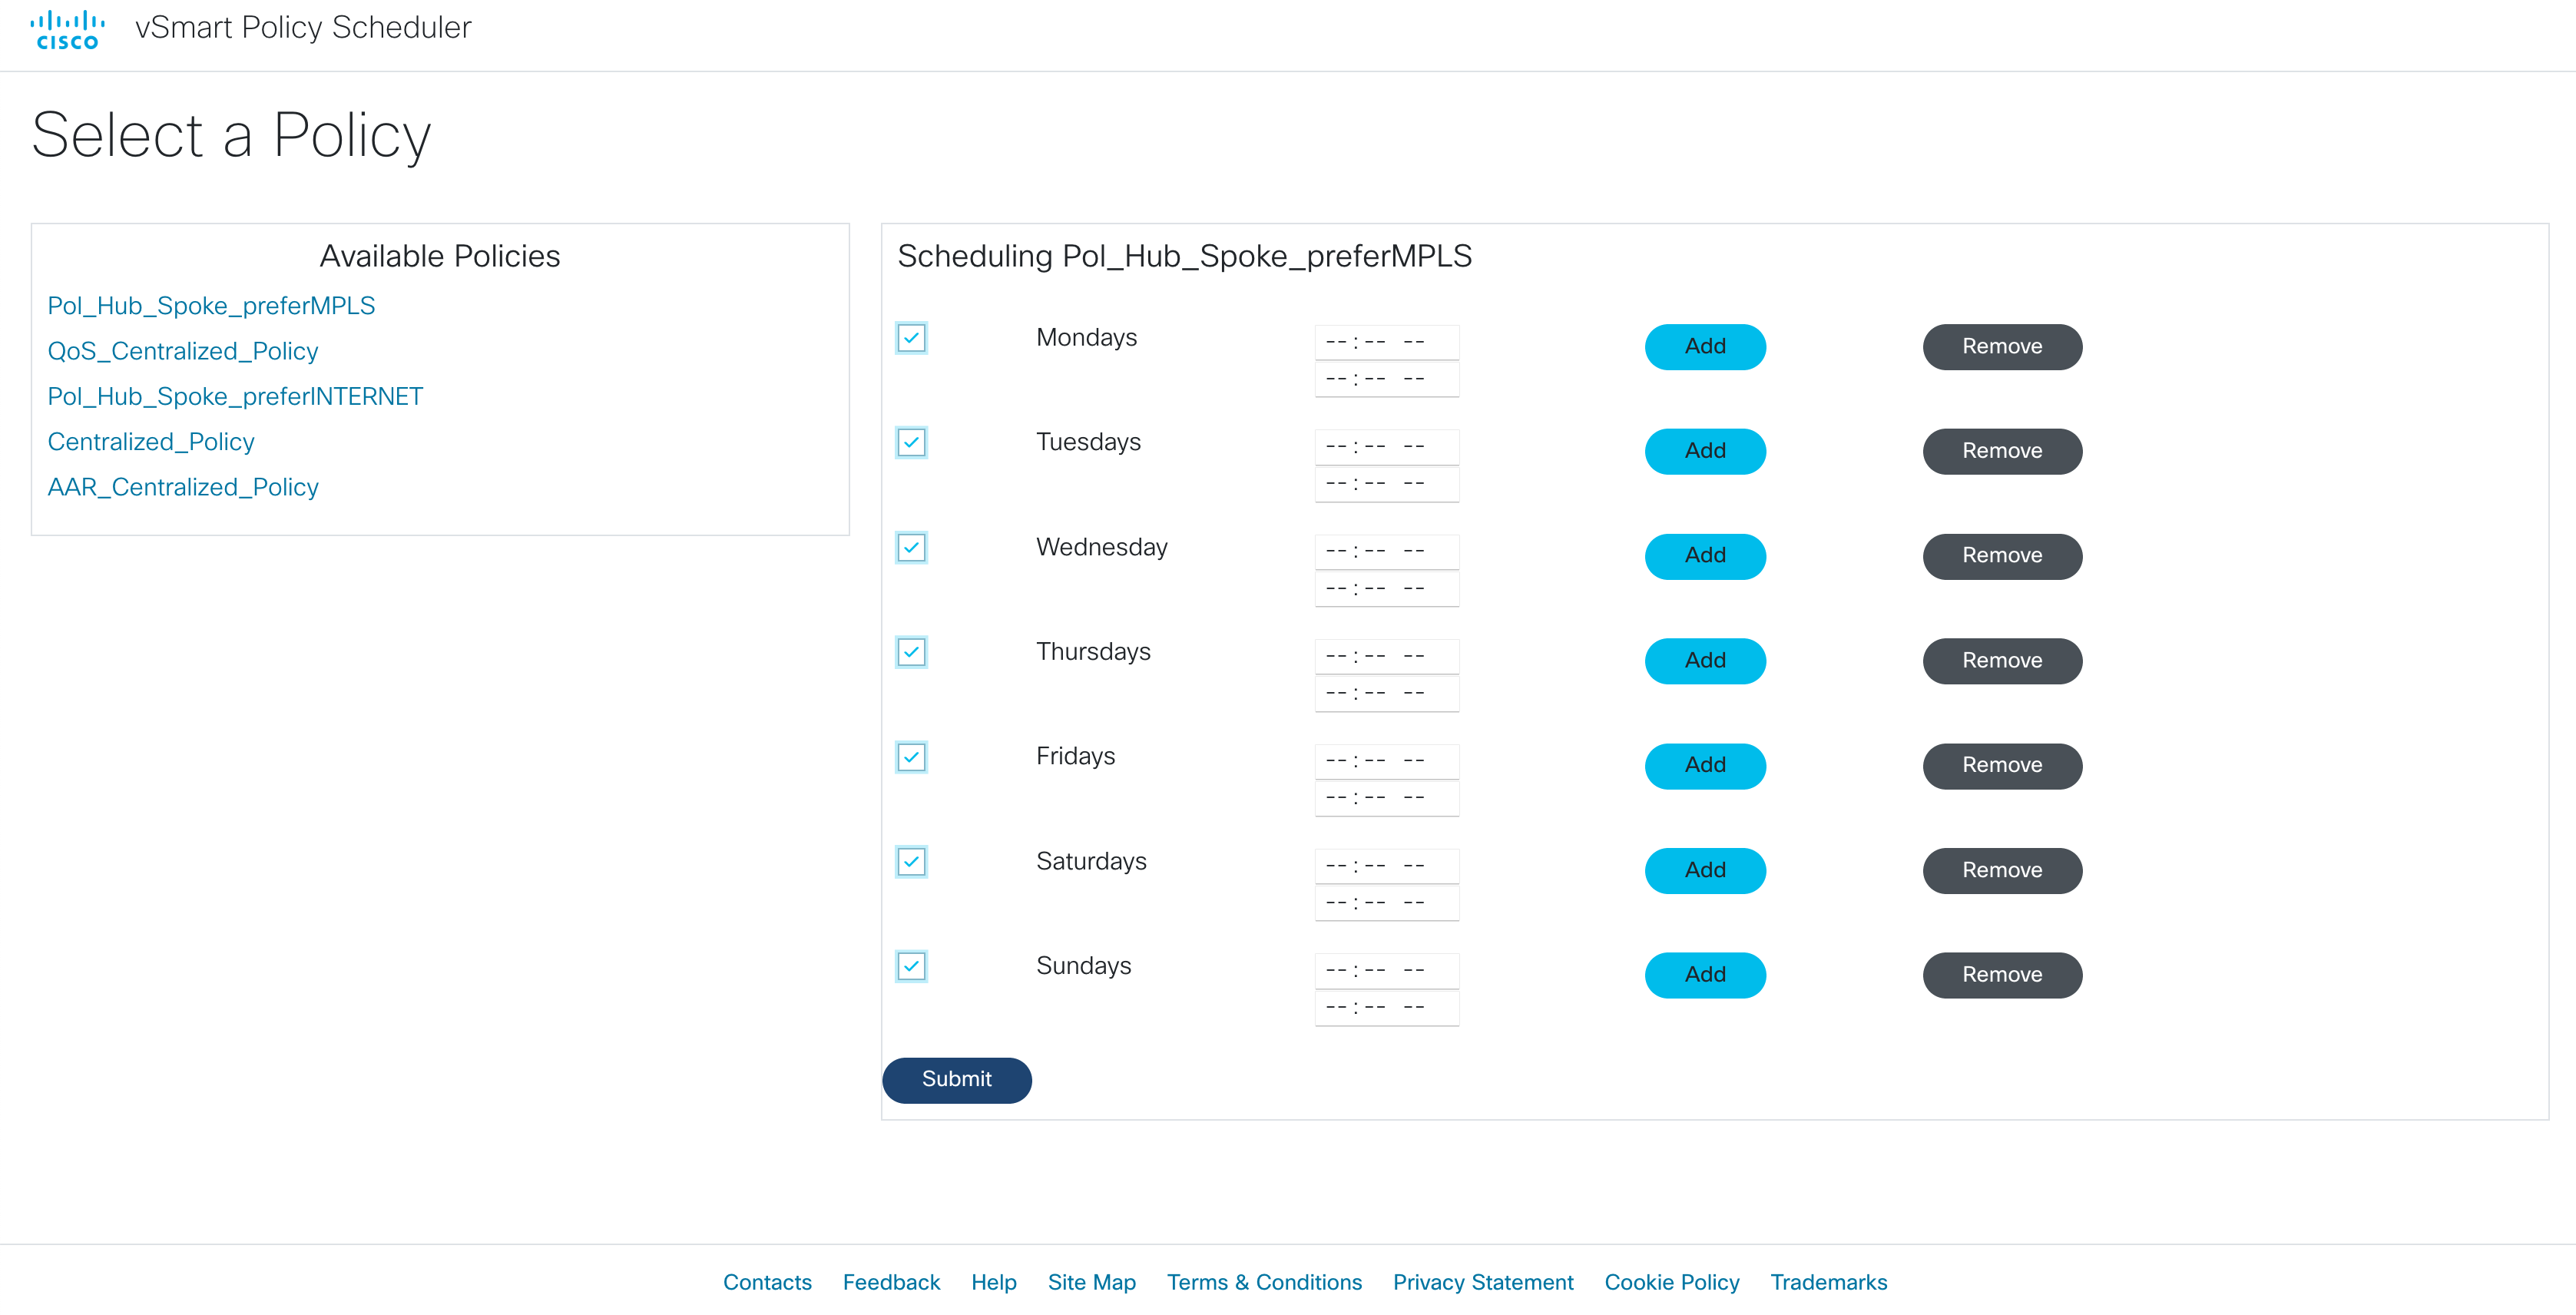 CISCO
vSmart Policy Scheduler
Select a Policy
Available Policies
Pol_Hub_Spoke_preferMPLS
QoS_Centralized_Policy
Pol_Hub_Spoke_preferINTERNET
Centralized_Policy
AAR_Centralized_Policy
Scheduling Pol_Hub_Spoke_preferMPLS
Mondays --:-- -- Add Remove
--:-- --
Tuesdays --:-- -- Add Remove
--:-- --
Wednesday --:-- -- Add Remove
--:-- --
Thursdays --:-- -- Add Remove
--:-- --
Fridays --:-- -- Add Remove
--:-- --
Saturdays --:-- -- Add Remove
--:-- --
Sundays --:-- -- Add Remove
--:-- --
Submit
Contacts Feedback Help Site Map Terms & Conditions Privacy Statement Cookie Policy Trademarks